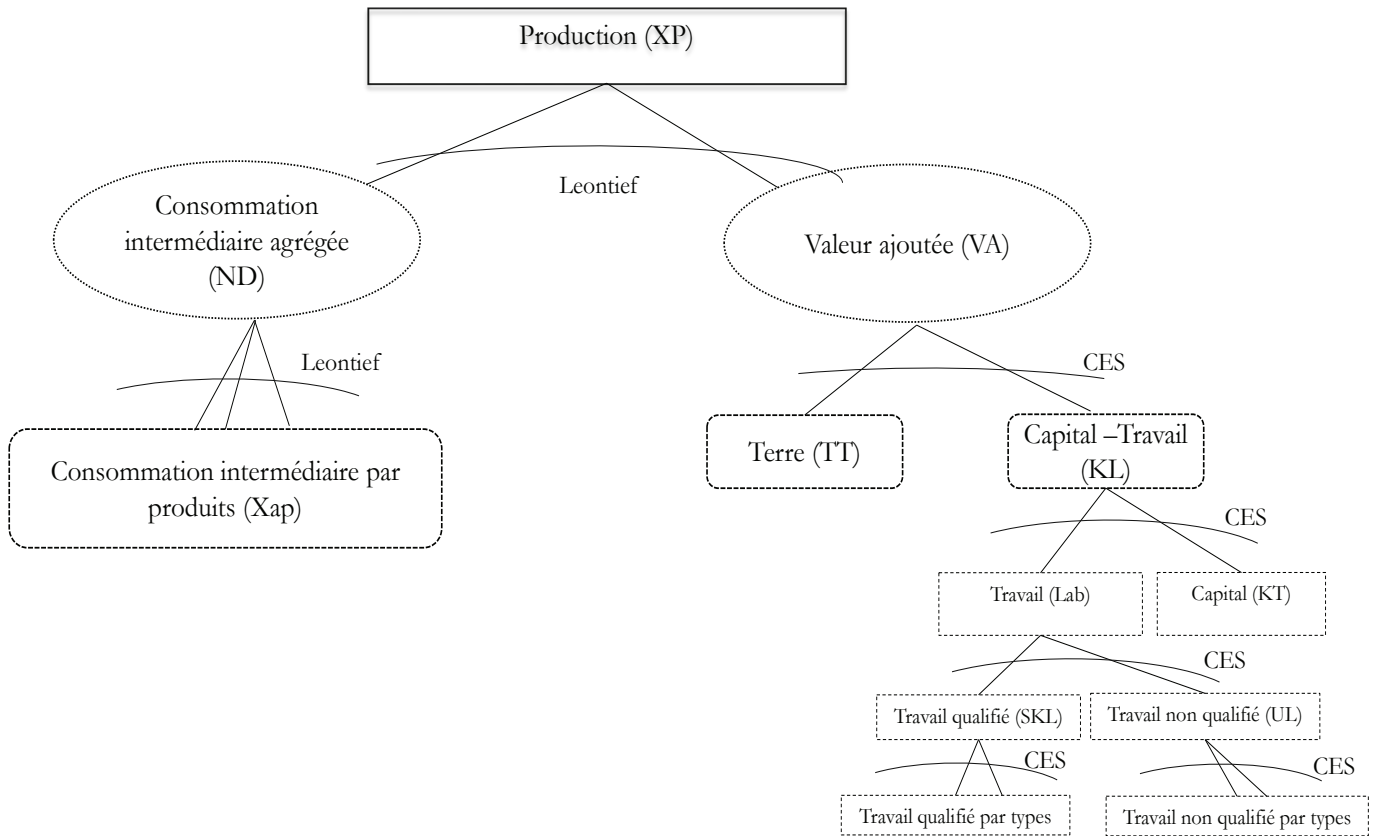 Production (XP)
Leontief
Consommation
intermédiaire agrégée
(ND)
Valeur ajoutée (VA)
Leontief
CES
Consommation intermédiaire par
produits (Xap)
Terre (TT)
Capital –Travail
(KL)
CES
Travail (Lab)
Capital (KT)
CES
Travail qualifié (SKL)
Travail non qualifié (UL)
CES
CES
Travail qualifié par types
Travail non qualifié par types